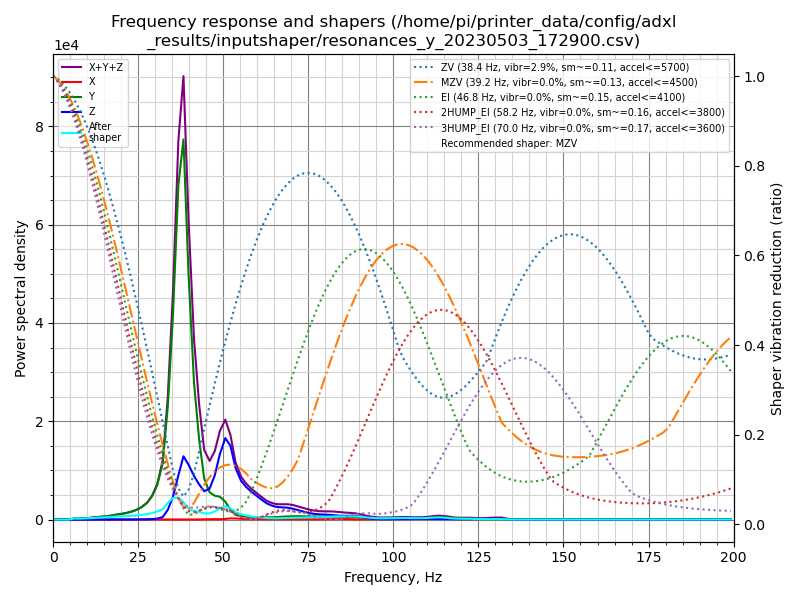 Frequency response and shapers (/home/pi/printer_data/config/adxl
_results/inputshaper/resonances_y_20230503_172900.csv)
1e4
X+Y+Z
X
Y
Z
After
shaper
ZV (38.4 Hz, vibr=2.9%, sm~=0.11, accel<=5700)
MZV (39.2 Hz, vibr=0.0%, sm~=0.13, accel<=4500)
EI (46.8 Hz, vibr=0.0%, sm~=0.15, accel<=4100)
2HUMP_EI (58.2 Hz, vibr=0.0%, sm~=0.16, accel<=3800)
3HUMP_EI (70.0 Hz, vibr=0.0%, sm~=0.17, accel<=3600)
Recommended shaper: MZV
Power spectral density
8
6
4
2
0
1.0
0.8
0.6
0.4
0.2
0.0
Shaper vibration reduction (ratio)
0 25 50 75 100 125 150 175 200
Frequency, Hz